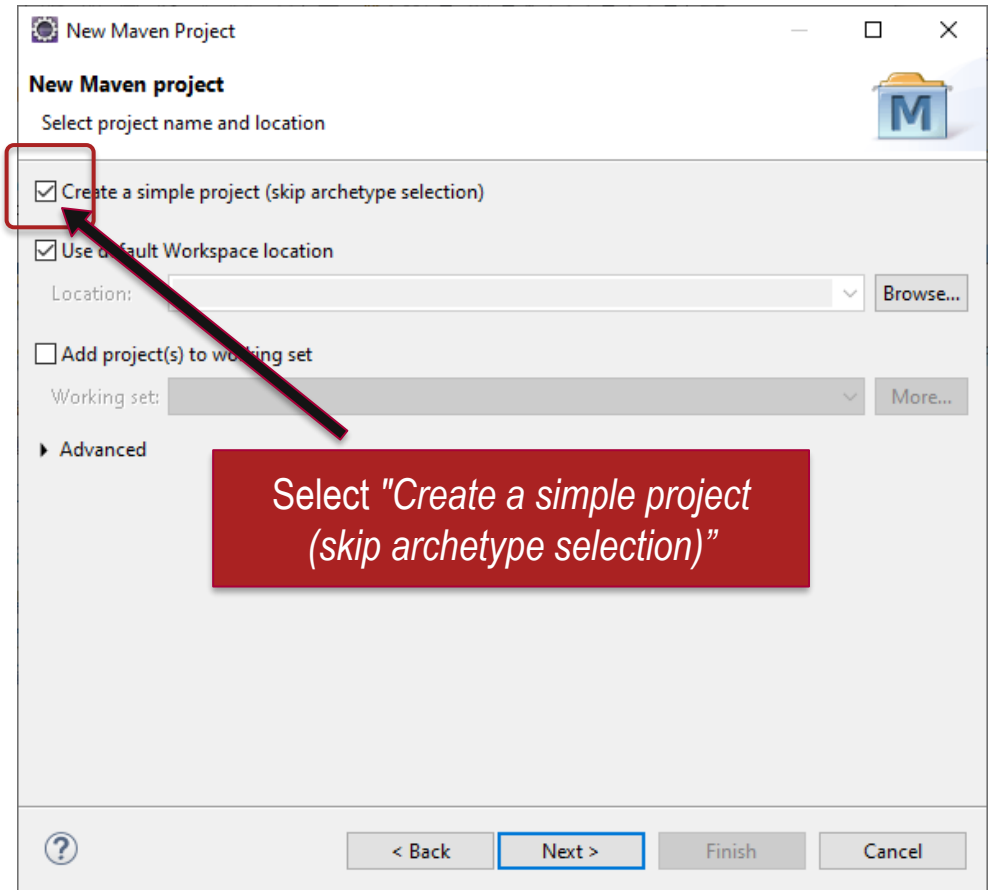 New Maven Project
New Maven project
Select project name and location
M
Create a simple project (skip archetype selection)
Use default Workspace location
Location:
Browse...
Add project(s) to working set
Working set:
More...
Advanced
Select "Create a simple project
(skip archetype selection)”
?
< Back
Next >
Finish
Cancel